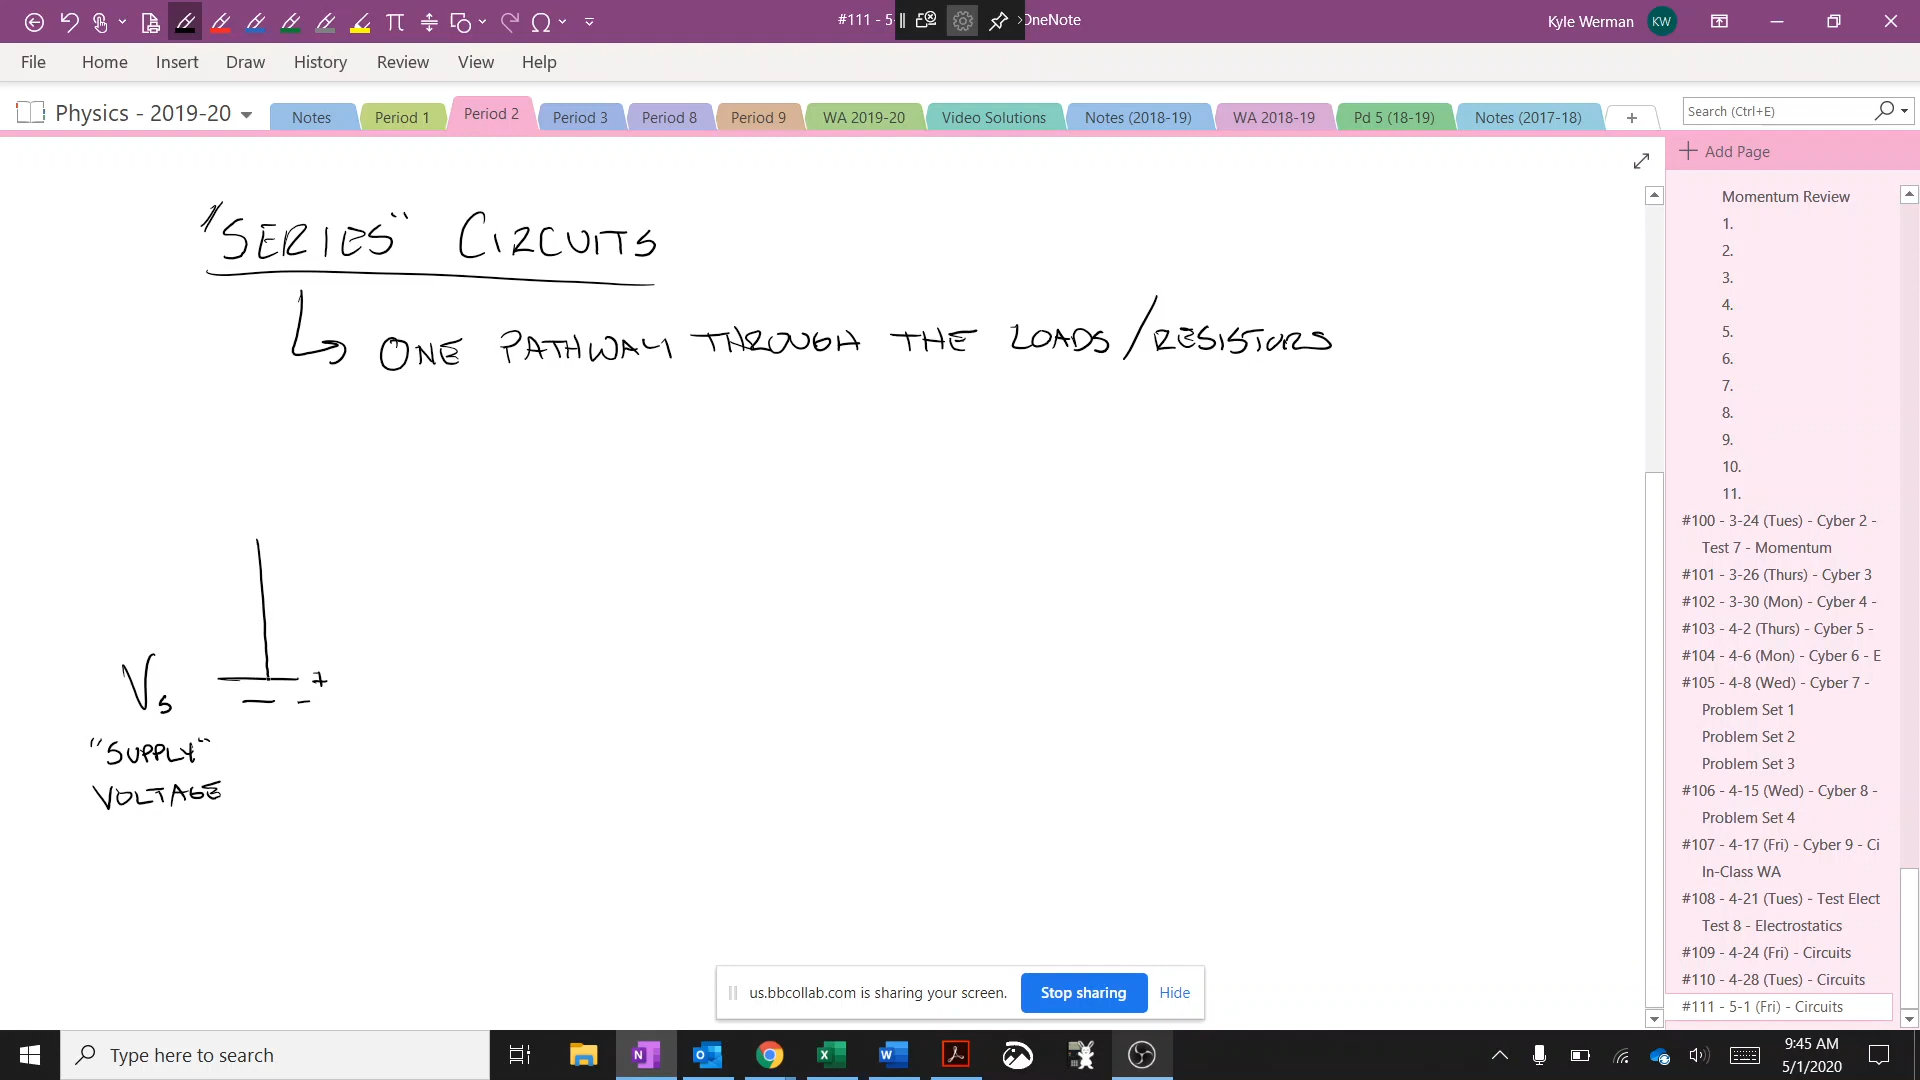 #111 - 5-
OneNote
Kyle Werman
KW
File
Home
Insert
Draw
History
Review
View
Help
Physics - 2019-20
Notes
Period 1
Period 2
Period 3
Period 8
Period 9
WA 2019-20
Video Solutions
Notes (2018-19)
WA 2018-19
Pd 5 (18-19)
Notes (2017-18)
Search (Ctrl+E)
"SERIES" CIRCUITS
ONE PATHWAY THROUGH THE LOADS/RESISTORS
Vs
+
-
"SUPPLY"
VOLTAGE
Add Page
Momentum Review
1.
2.
3.
4.
5.
6.
7.
8.
9.
10.
11.
#100 - 3-24 (Tues) - Cyber 2 -
Test 7 - Momentum
#101 - 3-26 (Thurs) - Cyber 3
#102 - 3-30 (Mon) - Cyber 4 -
#103 - 4-2 (Thurs) - Cyber 5 -
#104 - 4-6 (Mon) - Cyber 6 - E
#105 - 4-8 (Wed) - Cyber 7 -
Problem Set 1
Problem Set 2
Problem Set 3
#106 - 4-15 (Wed) - Cyber 8 -
Problem Set 4
#107 - 4-17 (Fri) - Cyber 9 - Ci
In-Class WA
#108 - 4-21 (Tues) - Test Elect
Test 8 - Electrostatics
#109 - 4-24 (Fri) - Circuits
#110 - 4-28 (Tues) - Circuits
#111 - 5-1 (Fri) - Circuits
us.bbcollab.com is sharing your screen.
Stop sharing
Hide
Type here to search
9:45 AM
5/1/2020